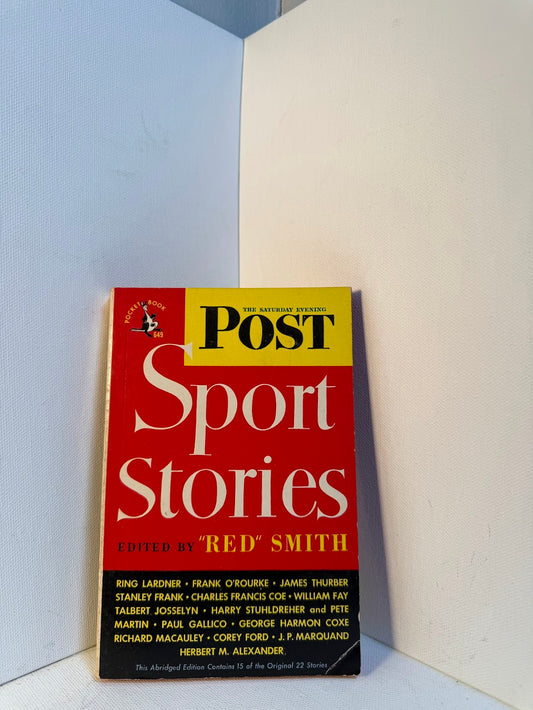 POCKET BOOK
649
THE SATURDAY EVENING
POST
Sport
Stories
EDITED BY "RED" SMITH
RING LARDNER • FRANK O'ROURKE • JAMES THURBER
STANLEY FRANK • CHARLES FRANCIS COE • WILLIAM FAY
TALBERT JOSSELYN • HARRY STUHLDREHER and PETE
MARTIN • PAUL GALLICO • GEORGE HARMON COXE
RICHARD MACAULEY • COREY FORD • J. P. MARQUAND
HERBERT M. ALEXANDER
This Abridged Edition Contains 15 of the Original 22 Stories